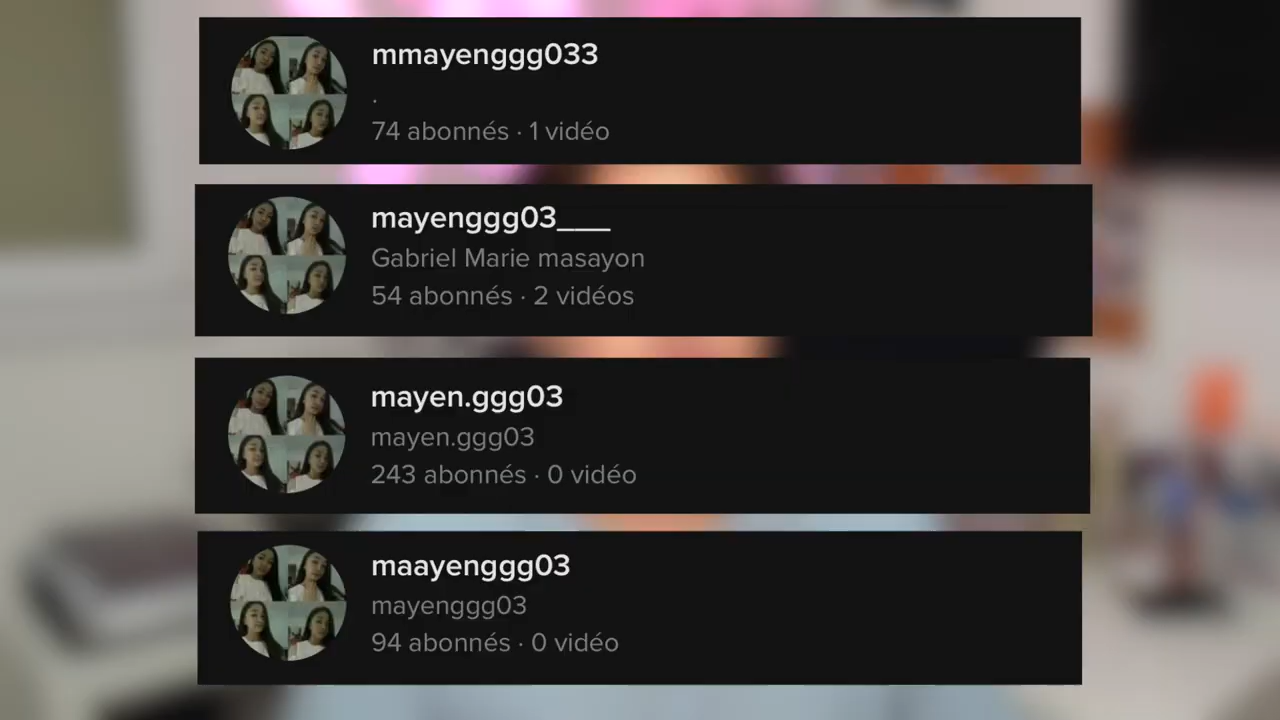 mmayenggg033
.
74 abonnés · 1 vidéo
mayenggg03___
Gabriel Marie masayon
54 abonnés · 2 vidéos
mayen.ggg03
mayen.ggg03
243 abonnés · 0 vidéo
maayenggg03
mayenggg03
94 abonnés · 0 vidéo